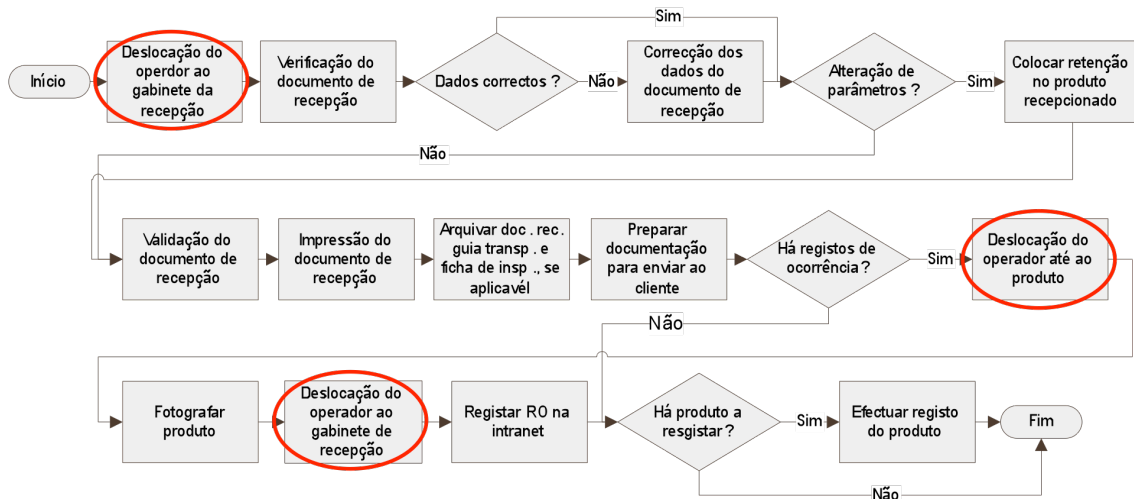 Sim
Início
Deslocação do
operdor ao
gabinete da
recepção
Verificação do
documento de
recepção
Dados correctos ?
Não
Correcção dos
dados do
documento de
recepção
Alteração de
parâmetros ?
Sim
Colocar retenção
no produto
recepcionado
Não
Validação do
documento de
recepção
Impressão do
documento de
recepção
Arquivar doc . rec .
guia transp . e
ficha de insp ., se
aplicavél
Preparar
documentação
para enviar ao
cliente
Há registos de
ocorrência ?
Sim
Deslocação do
operador até ao
produto
Não
Fotografar
produto
Deslocação do
operador ao
gabinete de
recepção
Registar RO na
intranet
Há produto a
resgistar ?
Sim
Efectuar registo
do produto
Fim
Não